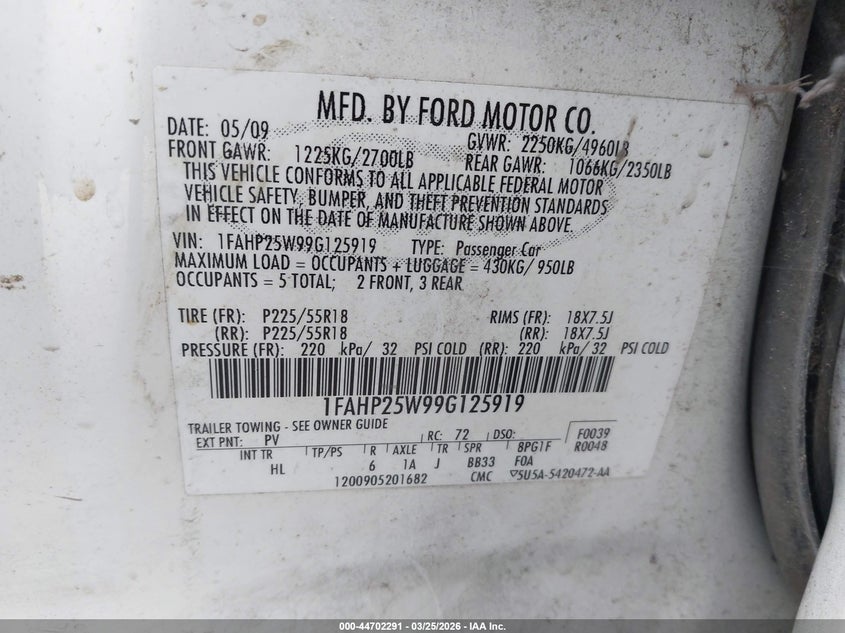 MFD. BY FORD MOTOR CO.
DATE: 05/09 GVWR: 2250KG/4960LB
FRONT GAWR: 1225KG/2700LB REAR GAWR: 1066KG/2350LB
THIS VEHICLE CONFORMS TO ALL APPLICABLE FEDERAL MOTOR
VEHICLE SAFETY, BUMPER, AND THEFT PREVENTION STANDARDS
IN EFFECT ON THE DATE OF MANUFACTURE SHOWN ABOVE.
VIN: 1FAHP25W99G125919 TYPE: Passenger Car
MAXIMUM LOAD = OCCUPANTS + LUGGAGE = 430KG/ 950LB
OCCUPANTS = 5 TOTAL; 2 FRONT, 3 REAR
TIRE (FR): P225/55R18 RIMS (FR): 18X7.5J
(RR): P225/55R18 (RR): 18X7.5J
PRESSURE (FR): 220 kPa/ 32 PSI COLD (RR): 220 kPa/ 32 PSI COLD
1FAHP25W99G125919
TRAILER TOWING - SEE OWNER GUIDE
EXT PNT: PV RC: 72 DSO: F0039
INT TR TP/PS R AXLE TR SPR 8PG1F R0048
HL 6 1A J BB33 F0A
1200905201682 CMC ▽5U5A-5420472-AA
000-44702291 - 03/25/2026 - IAA Inc.